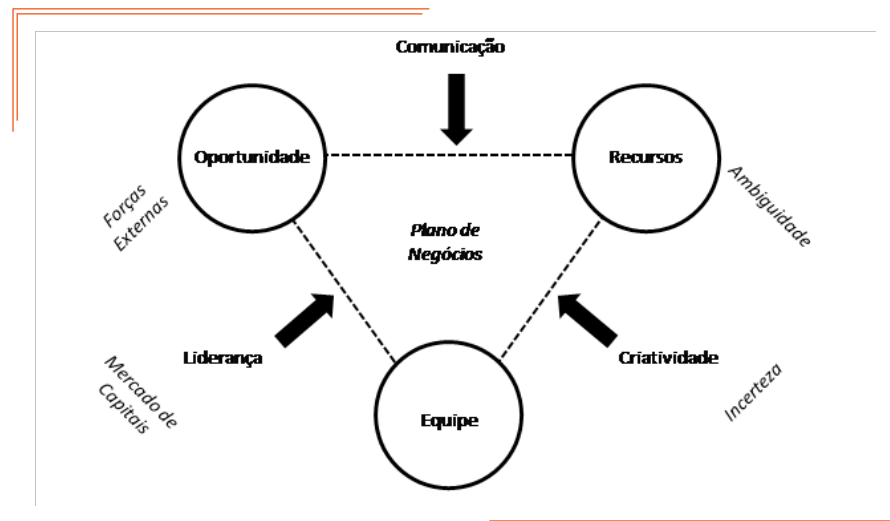 Comunicação
Oportunidade
Recursos
Forças
Externas
Ambiguidade
Plano de
Negócios
Liderança
Criatividade
Mercado de
Capitais
Incerteza
Equipe